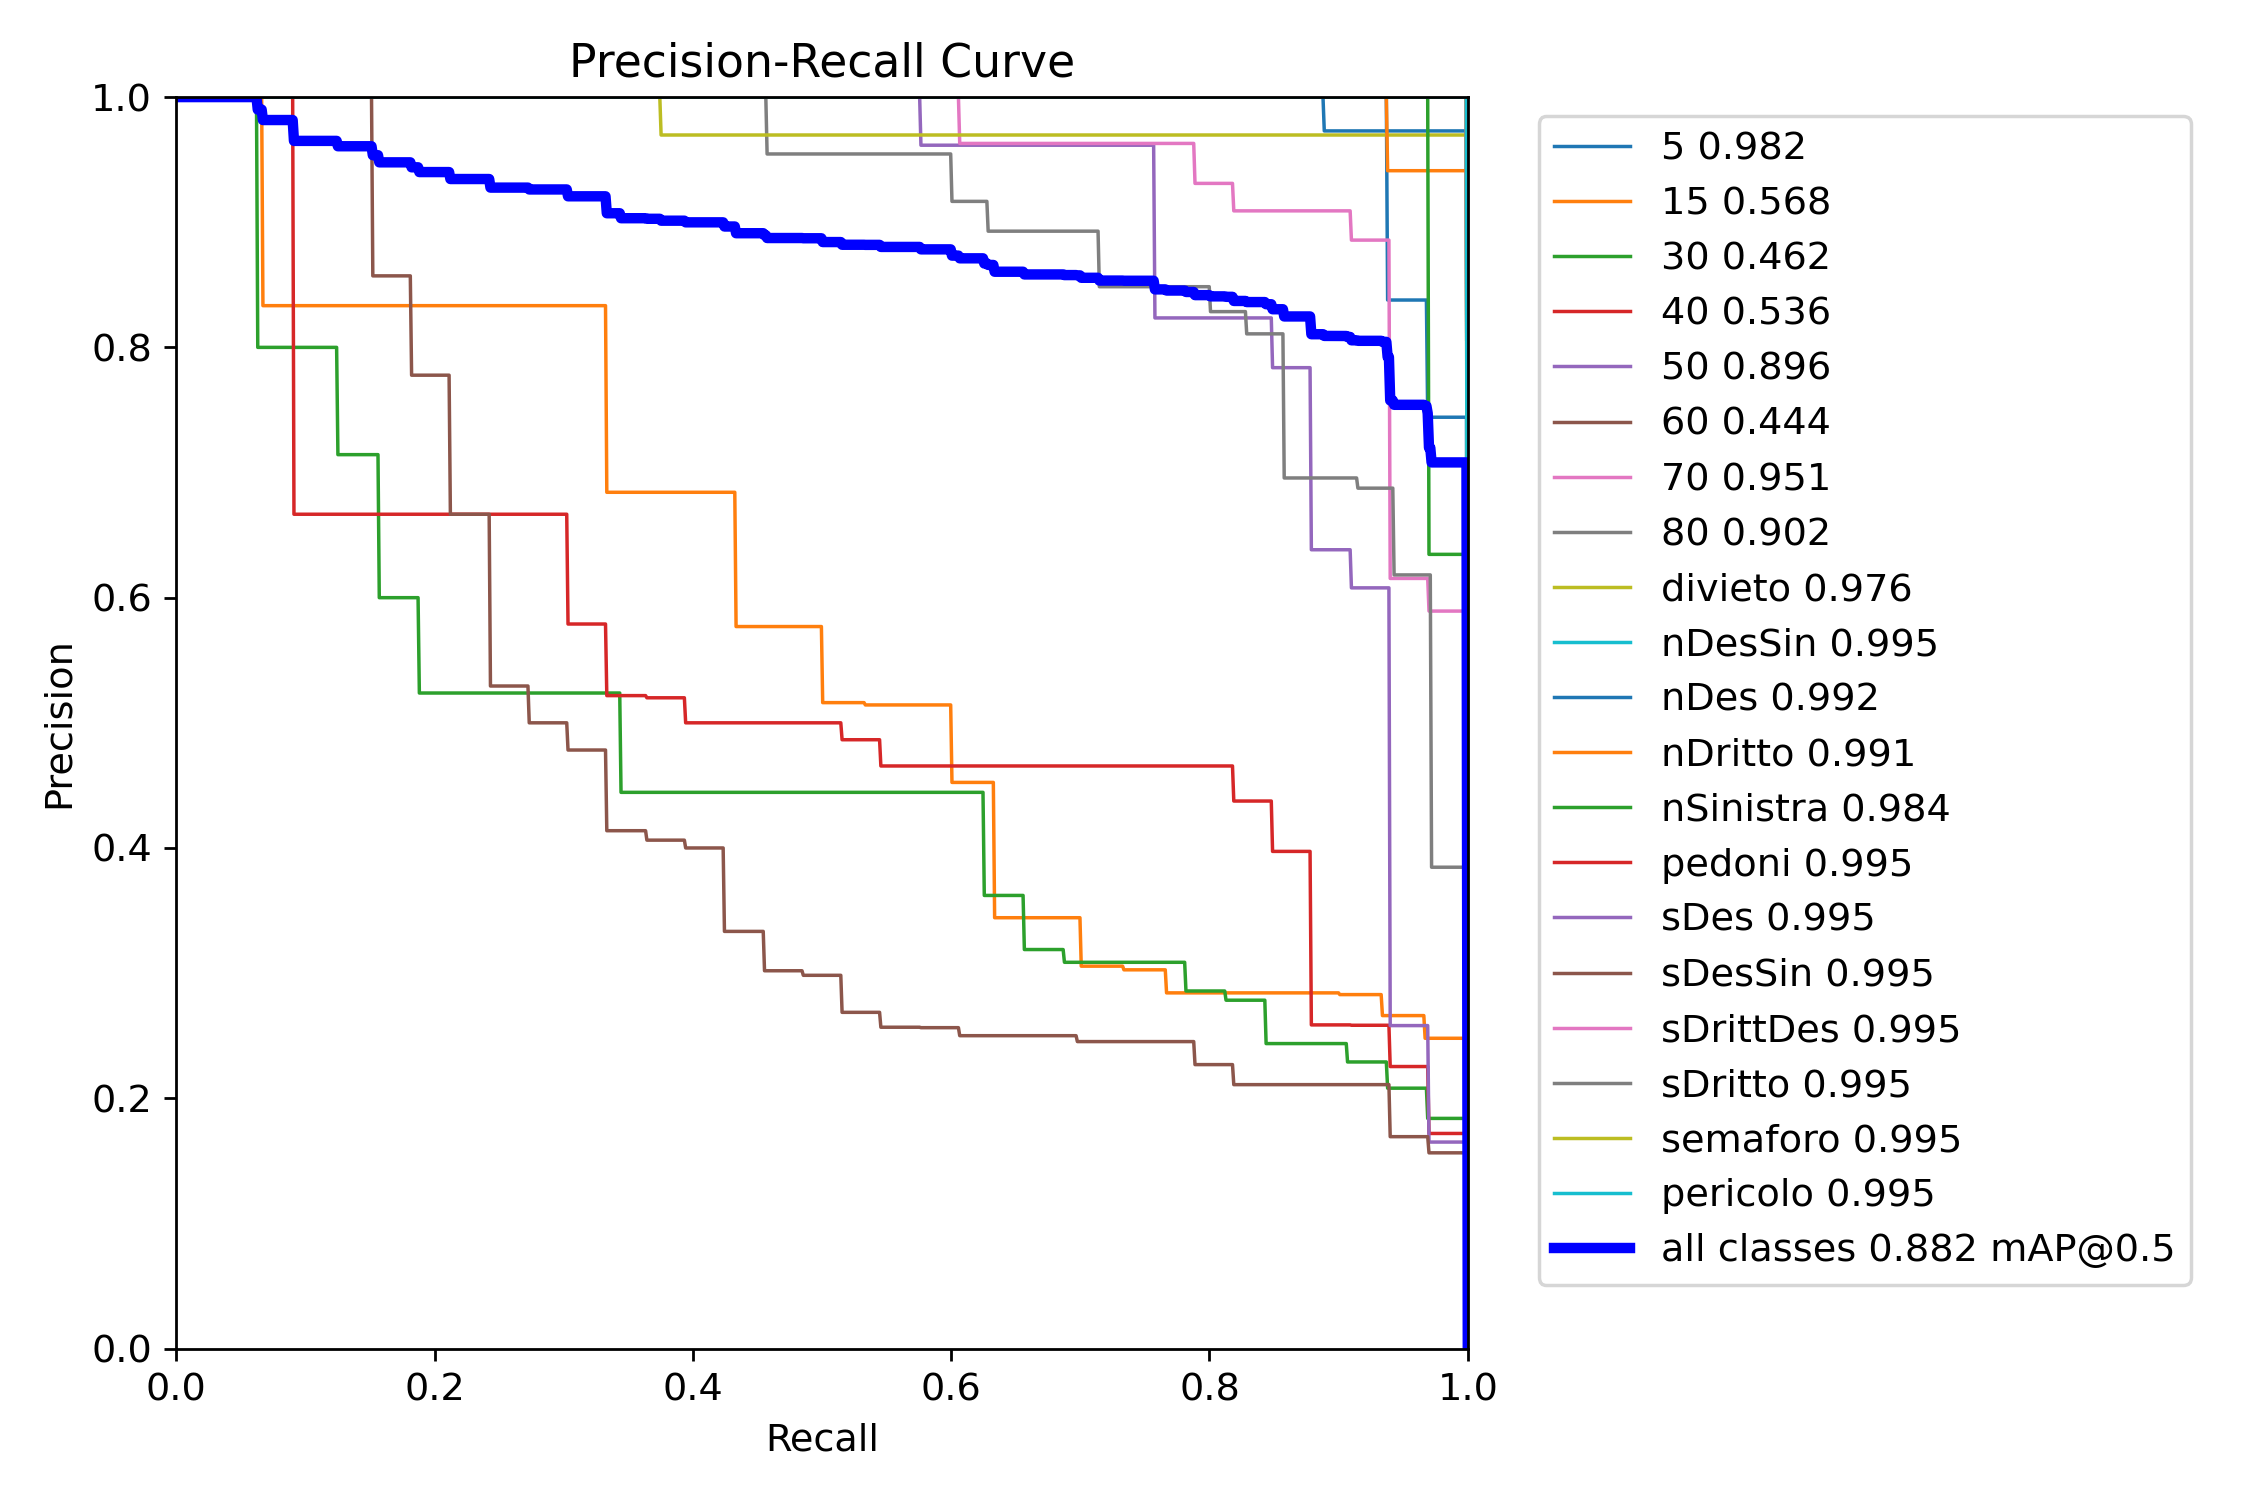 Precision-Recall Curve
1.0
0.8
0.6
0.4
0.2
0.0
Precision
0.0 0.2 0.4 0.6 0.8 1.0
Recall
5 0.982
15 0.568
30 0.462
40 0.536
50 0.896
60 0.444
70 0.951
80 0.902
divieto 0.976
nDesSin 0.995
nDes 0.992
nDritto 0.991
nSinistra 0.984
pedoni 0.995
sDes 0.995
sDesSin 0.995
sDrittDes 0.995
sDritto 0.995
semaforo 0.995
pericolo 0.995
all classes 0.882 mAP@0.5